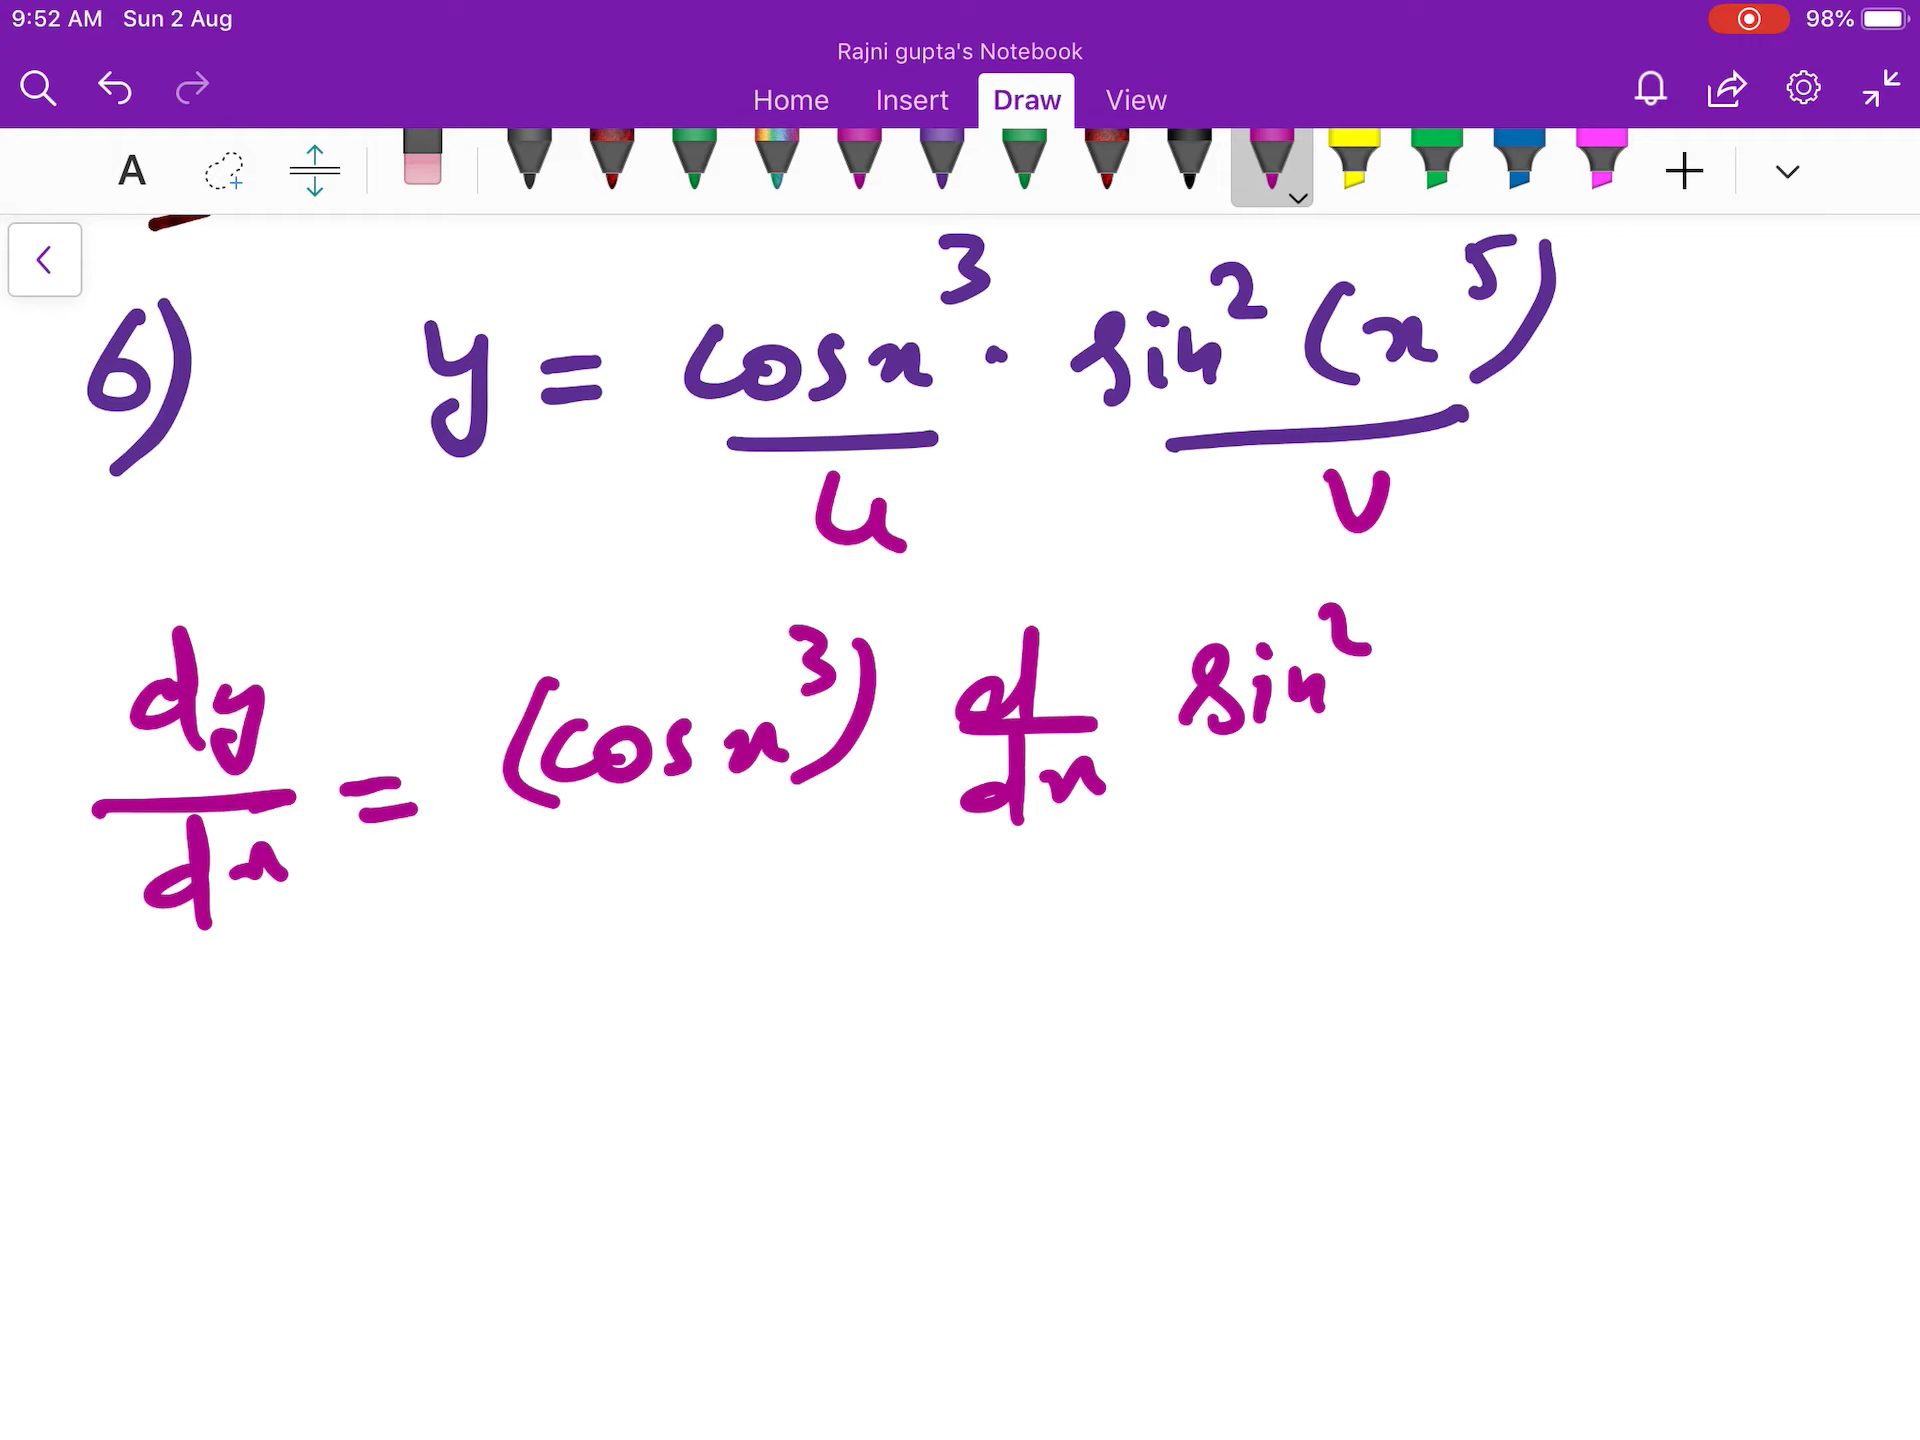 9:52 AM Sun 2 Aug 98%
Rajni gupta's Notebook
Home Insert Draw View
A
6) y = cos x³ · sin² (x⁵)
u v
dy/dx = (cos x³) d/dx sin²